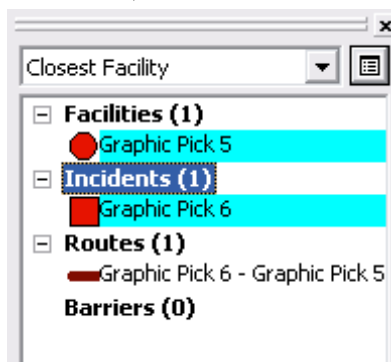 Closest Facility
Facilities (1)
Graphic Pick 5
Incidents (1)
Graphic Pick 6
Routes (1)
Graphic Pick 6 - Graphic Pick 5
Barriers (0)